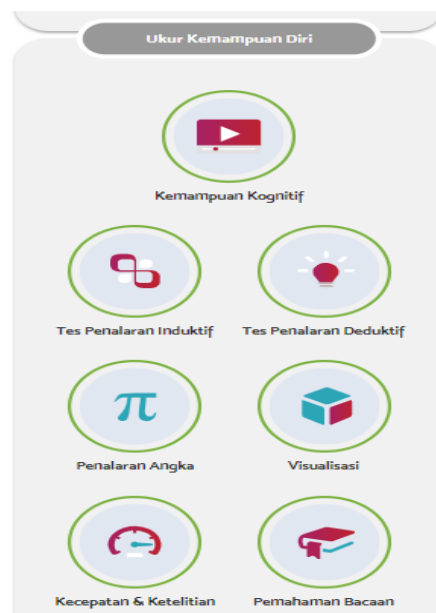 Ukur Kemampuan Diri
Kemampuan Kognitif
Tes Penalaran Induktif
Tes Penalaran Deduktif
π
Penalaran Angka
Visualisasi
Kecepatan & Ketelitian
Pemahaman Bacaan